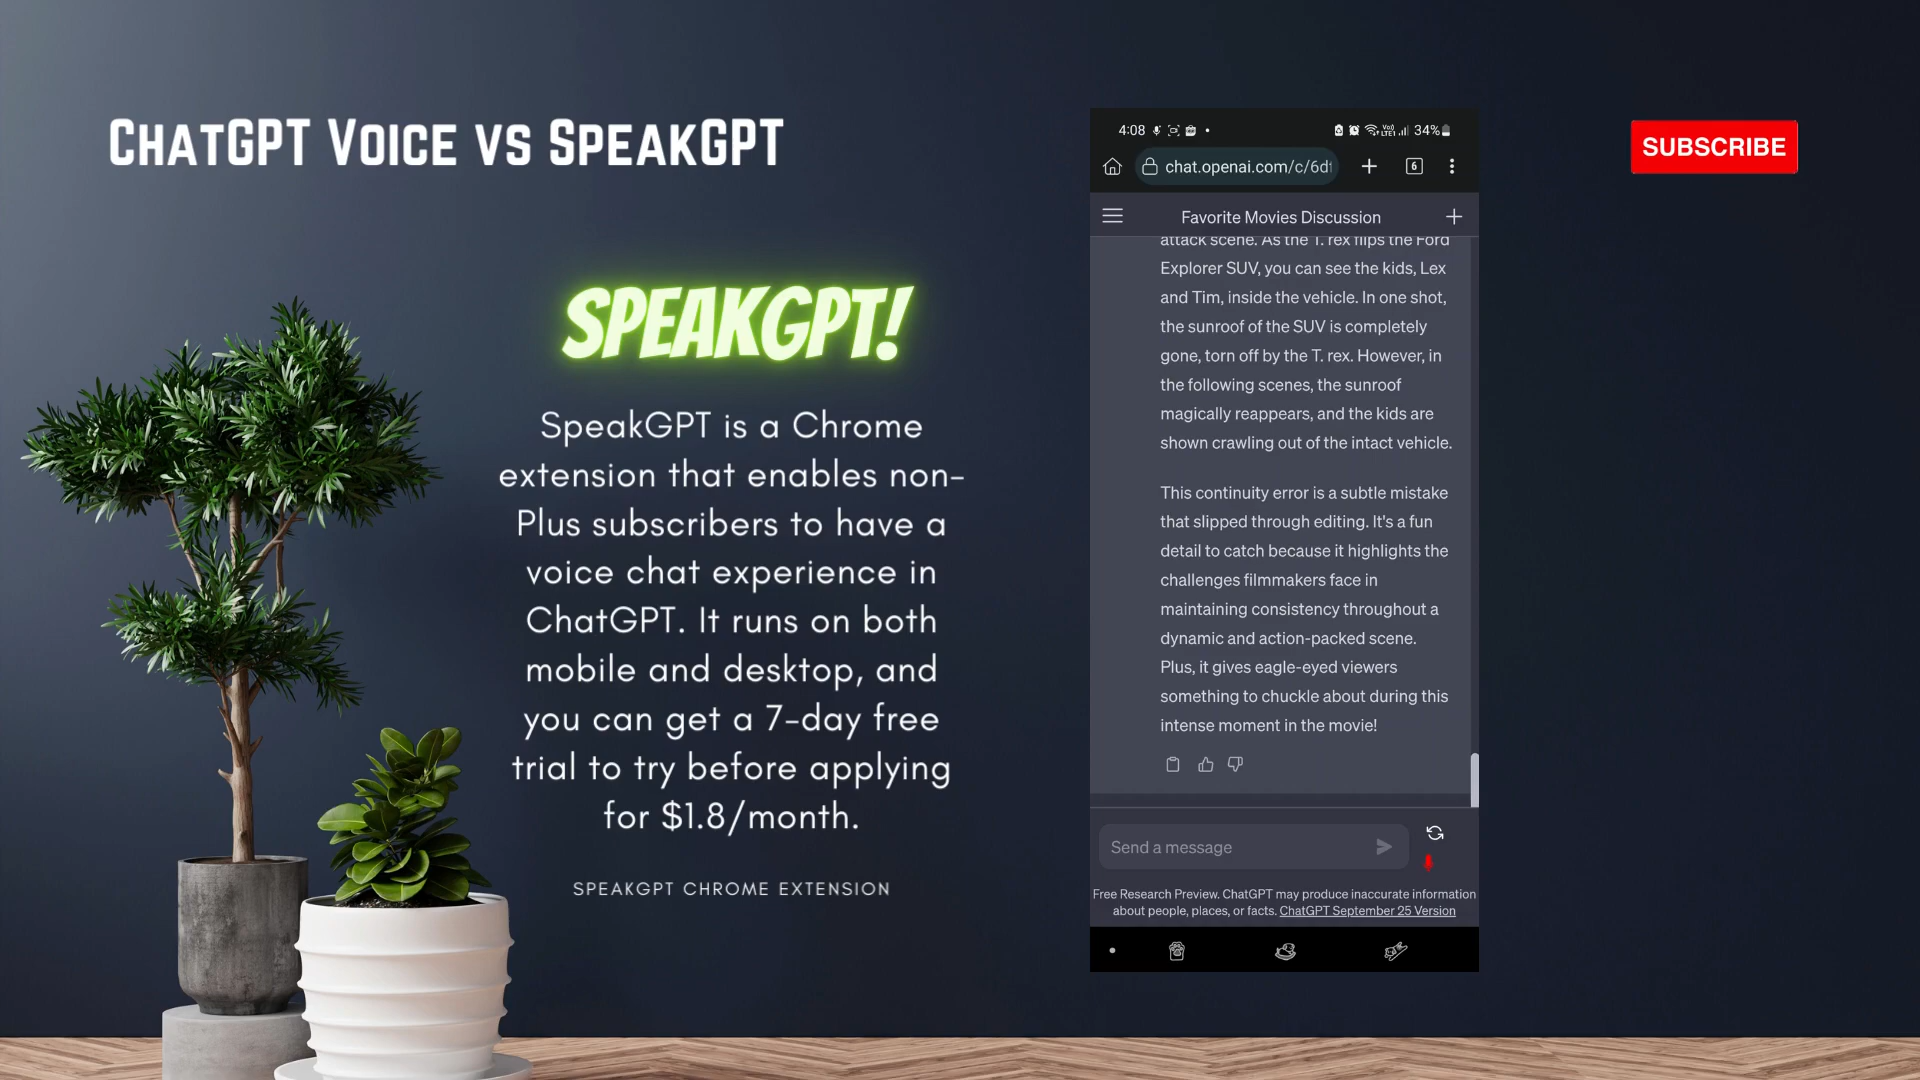 ChatGPT Voice vs SpeakGPT
SUBSCRIBE
SPEAKGPT!
SpeakGPT is a Chrome
extension that enables non-
Plus subscribers to have a
voice chat experience in
ChatGPT. It runs on both
mobile and desktop, and
you can get a 7-day free
trial to try before applying
for $1.8/month.
SPEAKGPT CHROME EXTENSION
4:08
34%
chat.openai.com/c/6d
6
Favorite Movies Discussion
attack scene. As the T. rex flips the Ford
Explorer SUV, you can see the kids, Lex
and Tim, inside the vehicle. In one shot,
the sunroof of the SUV is completely
gone, torn off by the T. rex. However, in
the following scenes, the sunroof
magically reappears, and the kids are
shown crawling out of the intact vehicle.
This continuity error is a subtle mistake
that slipped through editing. It's a fun
detail to catch because it highlights the
challenges filmmakers face in
maintaining consistency throughout a
dynamic and action-packed scene.
Plus, it gives eagle-eyed viewers
something to chuckle about during this
intense moment in the movie!
Send a message
Free Research Preview. ChatGPT may produce inaccurate information
about people, places, or facts. ChatGPT September 25 Version